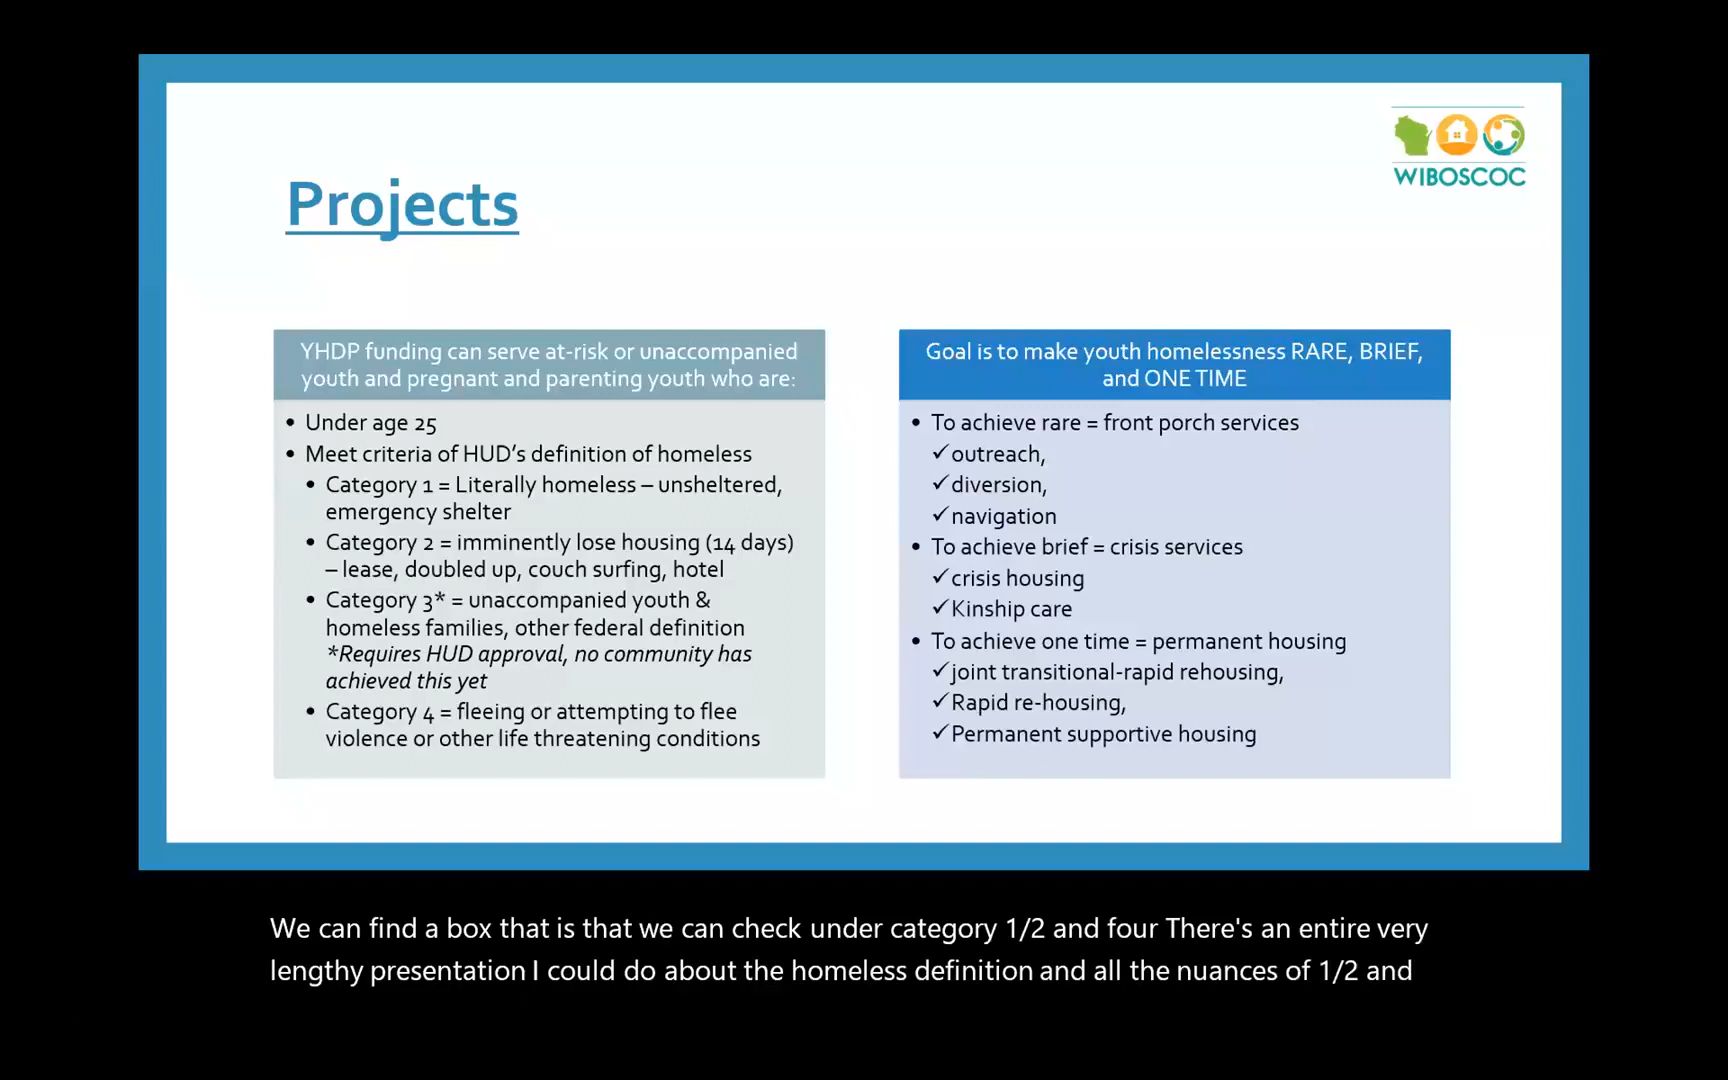 WIBOSCOC
Projects
YHDP funding can serve at-risk or unaccompanied
youth and pregnant and parenting youth who are:
• Under age 25
• Meet criteria of HUD’s definition of homeless
• Category 1 = Literally homeless – unsheltered,
emergency shelter
• Category 2 = imminently lose housing (14 days)
– lease, doubled up, couch surfing, hotel
• Category 3* = unaccompanied youth &
homeless families, other federal definition
*Requires HUD approval, no community has
achieved this yet
• Category 4 = fleeing or attempting to flee
violence or other life threatening conditions
Goal is to make youth homelessness RARE, BRIEF,
and ONE TIME
• To achieve rare = front porch services
✓outreach,
✓diversion,
✓navigation
• To achieve brief = crisis services
✓crisis housing
✓Kinship care
• To achieve one time = permanent housing
✓joint transitional-rapid rehousing,
✓Rapid re-housing,
✓Permanent supportive housing
We can find a box that is that we can check under category 1/2 and four There's an entire very
lengthy presentation I could do about the homeless definition and all the nuances of 1/2 and